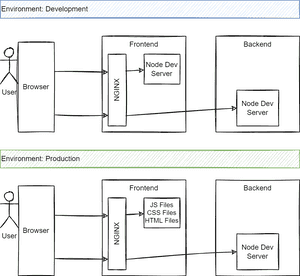 Environment: Development
Frontend
Backend
Node Dev
Server
User
Browser
NGINX
Node Dev
Server
Environment: Production
Frontend
Backend
JS Files
CSS Files
HTML Files
User
Browser
NGINX
Node Dev
Server